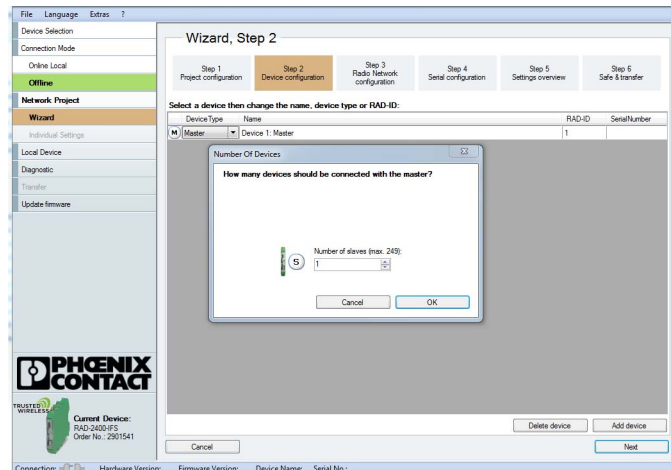 File Language Extras ?
Device Selection
Connection Mode
Online Local
Offline
Network Project
Wizard
Individual Settings
Local Device
Diagnostic
Transfer
Update firmware
PHŒNIX
CONTACT
TRUSTED
WIRELESS
Current Device:
RAD-2400-IFS
Order No.: 2901541
Wizard, Step 2
Step 1
Project configuration
Step 2
Device configuration
Step 3
Radio Network
configuration
Step 4
Serial configuration
Step 5
Settings overview
Step 6
Safe & transfer
Select a device then change the name, device type or RAD-ID:
DeviceType Name RAD-ID SerialNumber
M Master Device 1: Master 1
Number Of Devices
How many devices should be connected with the master?
S
Number of slaves (max. 249):
1
Cancel OK
Delete device Add device
Cancel Next
Connection: Hardware Version: Firmware Version: Device Name: Serial No.: